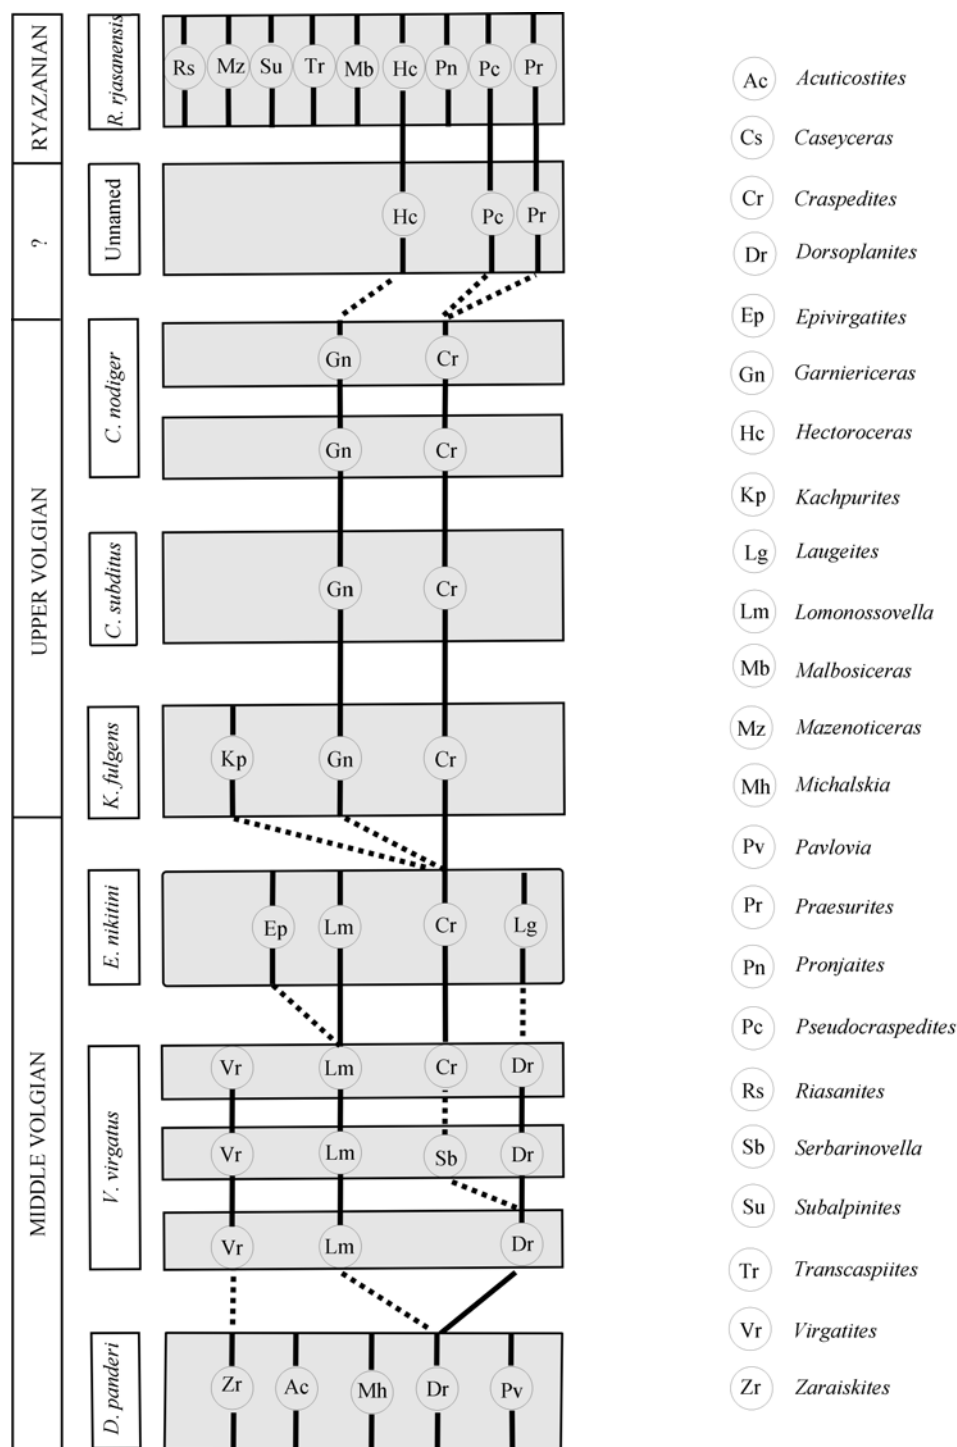 RYAZANIAN
R. rjasanensis
Rs Mz Su Tr Mb Hc Pn Pc Pr
?
Unnamed
Hc Pc Pr
UPPER VOLGIAN
C. nodiger
Gn Cr
Gn Cr
C. subditus
Gn Cr
K. fulgens
Kp Gn Cr
MIDDLE VOLGIAN
E. nikitini
Ep Lm Cr Lg
V. virgatus
Vr Lm Cr Dr
Vr Lm Sb Dr
Vr Lm Dr
D. panderi
Zr Ac Mh Dr Pv
Ac Acuticostites
Cs Caseyceras
Cr Craspedites
Dr Dorsoplanites
Ep Epivirgatites
Gn Garniericeras
Hc Hectoroceras
Kp Kachpurites
Lg Laugeites
Lm Lomonossovella
Mb Malbosiceras
Mz Mazenoticeras
Mh Michalskia
Pv Pavlovia
Pr Praesurites
Pn Pronjaites
Pc Pseudocraspedites
Rs Riasanites
Sb Serbarinovella
Su Subalpinites
Tr Transcaspiites
Vr Virgatites
Zr Zaraiskites